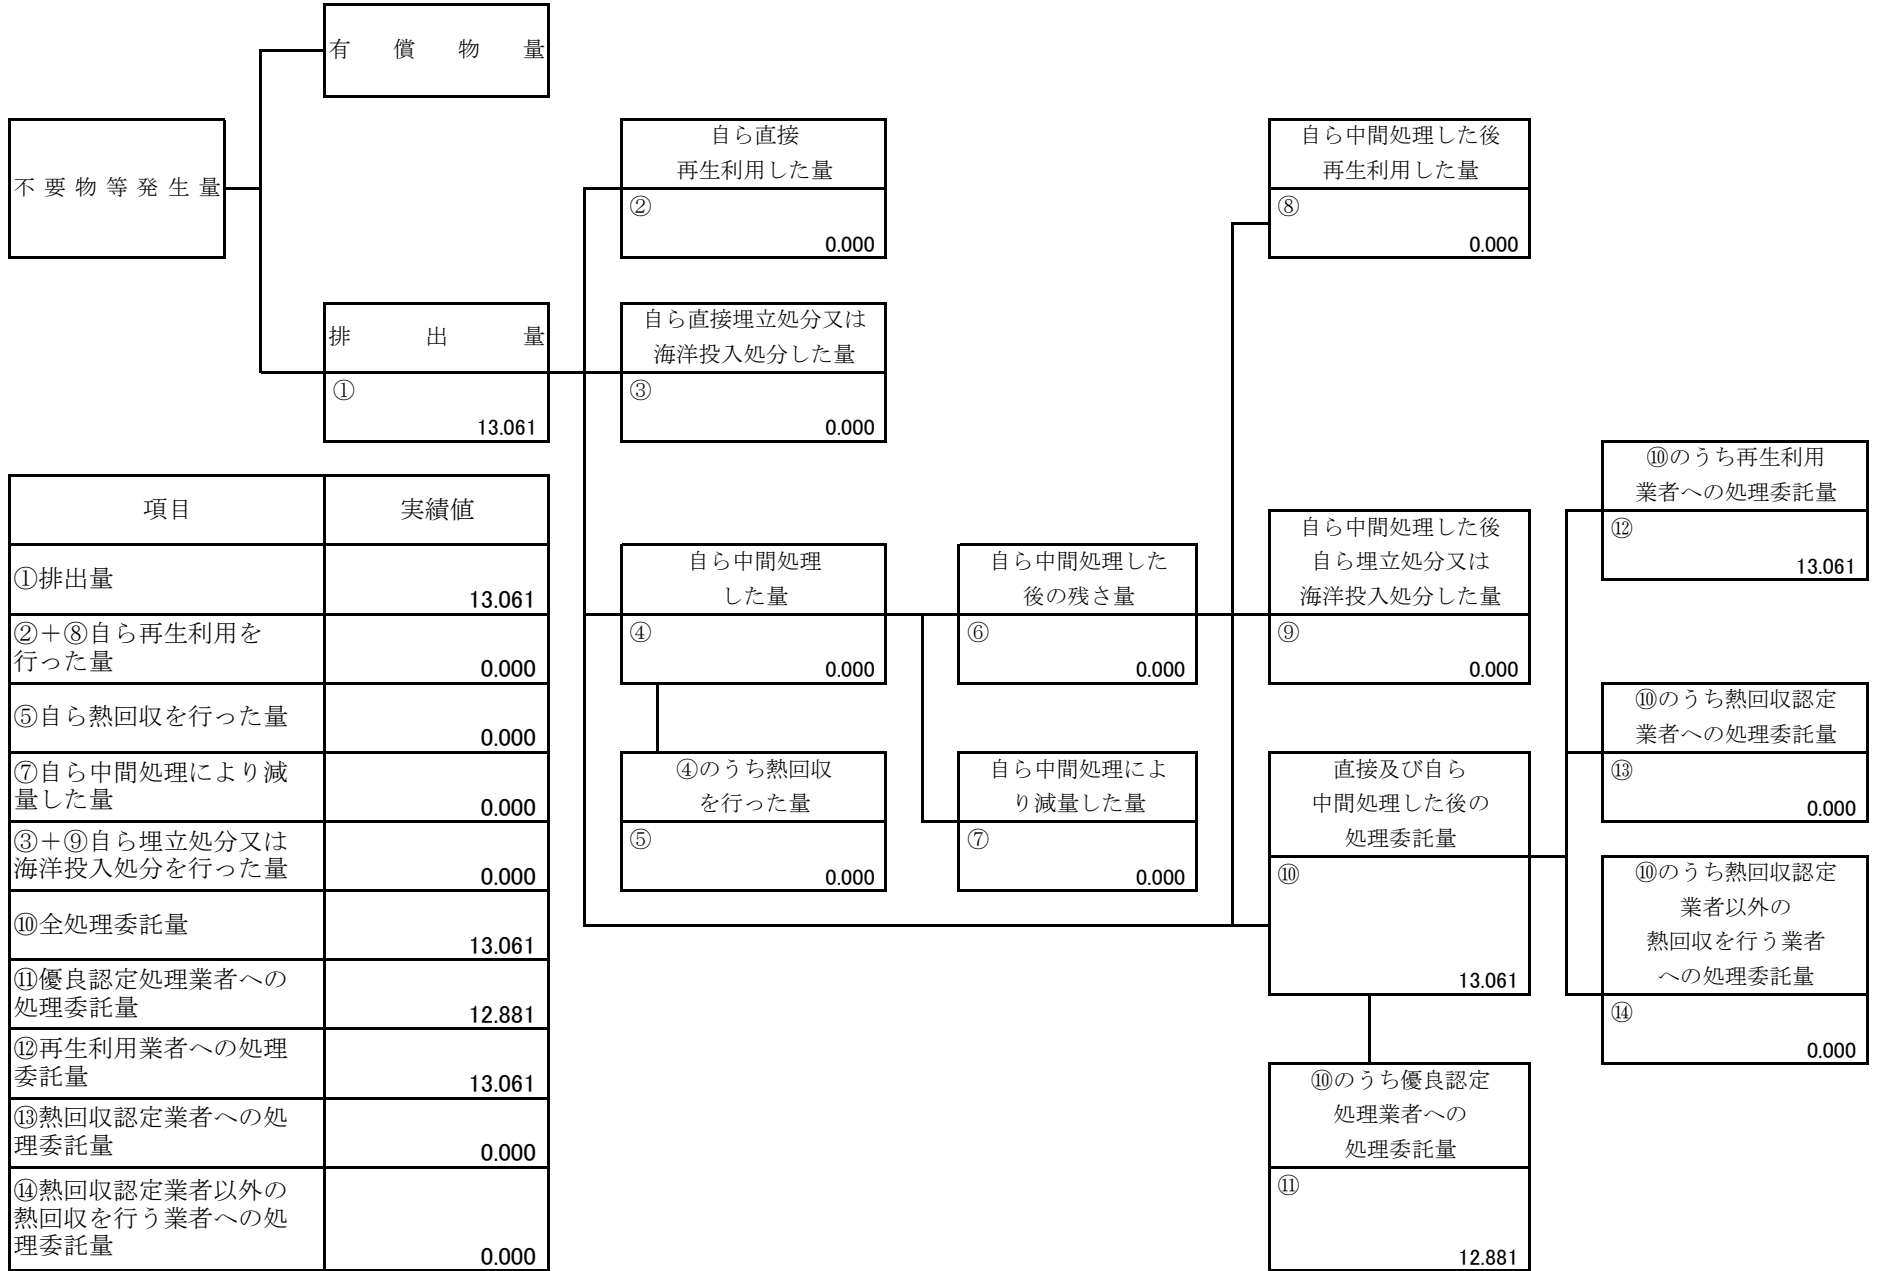 有償物量
不要物等発生量
排出量
①
13.061
自ら直接
再生利用した量
②
0.000
自ら直接埋立処分又は
海洋投入処分した量
③
0.000
自ら中間処理
した量
④
0.000
④のうち熱回収
を行った量
⑤
0.000
自ら中間処理した
後の残さ量
⑥
0.000
自ら中間処理によ
り減量した量
⑦
0.000
自ら中間処理した後
再生利用した量
⑧
0.000
自ら中間処理した後
自ら埋立処分又は
海洋投入処分した量
⑨
0.000
直接及び自ら
中間処理した後の
処理委託量
⑩
13.061
⑩のうち優良認定
処理業者への
処理委託量
⑪
12.881
⑩のうち再生利用
業者への処理委託量
⑫
13.061
⑩のうち熱回収認定
業者への処理委託量
⑬
0.000
⑩のうち熱回収認定
業者以外の
熱回収を行う業者
への処理委託量
⑭
0.000
項目 実績値
①排出量
13.061
②＋⑧自ら再生利用を
行った量
0.000
⑤自ら熱回収を行った量
0.000
⑦自ら中間処理により減
量した量
0.000
③＋⑨自ら埋立処分又は
海洋投入処分を行った量
0.000
⑩全処理委託量
13.061
⑪優良認定処理業者への
処理委託量
12.881
⑫再生利用業者への処理
委託量
13.061
⑬熱回収認定業者への処
理委託量
0.000
⑭熱回収認定業者以外の
熱回収を行う業者への処
理委託量
0.000